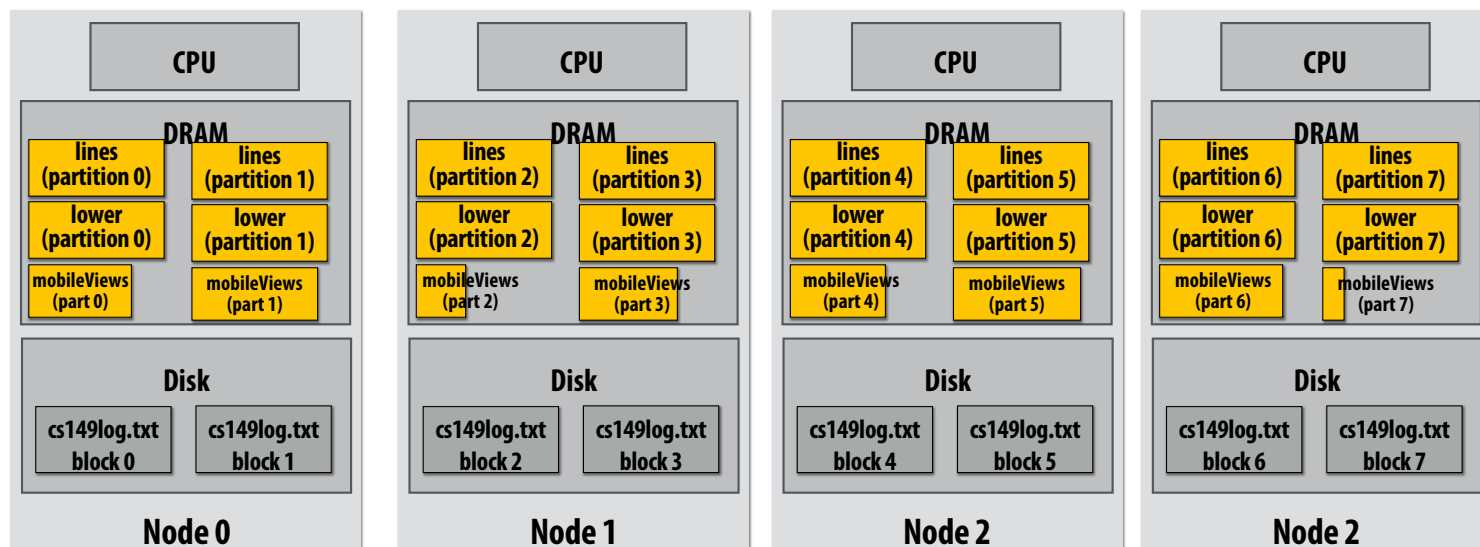 CPU
DRAM
lines
(partition 0)
lines
(partition 1)
lower
(partition 0)
lower
(partition 1)
mobileViews
(part 0)
mobileViews
(part 1)
Disk
cs149log.txt
block 0
cs149log.txt
block 1
Node 0
CPU
DRAM
lines
(partition 2)
lines
(partition 3)
lower
(partition 2)
lower
(partition 3)
mobileViews
(part 2)
mobileViews
(part 3)
Disk
cs149log.txt
block 2
cs149log.txt
block 3
Node 1
CPU
DRAM
lines
(partition 4)
lines
(partition 5)
lower
(partition 4)
lower
(partition 5)
mobileViews
(part 4)
mobileViews
(part 5)
Disk
cs149log.txt
block 4
cs149log.txt
block 5
Node 2
CPU
DRAM
lines
(partition 6)
lines
(partition 7)
lower
(partition 6)
lower
(partition 7)
mobileViews
(part 6)
mobileViews
(part 7)
Disk
cs149log.txt
block 6
cs149log.txt
block 7
Node 2